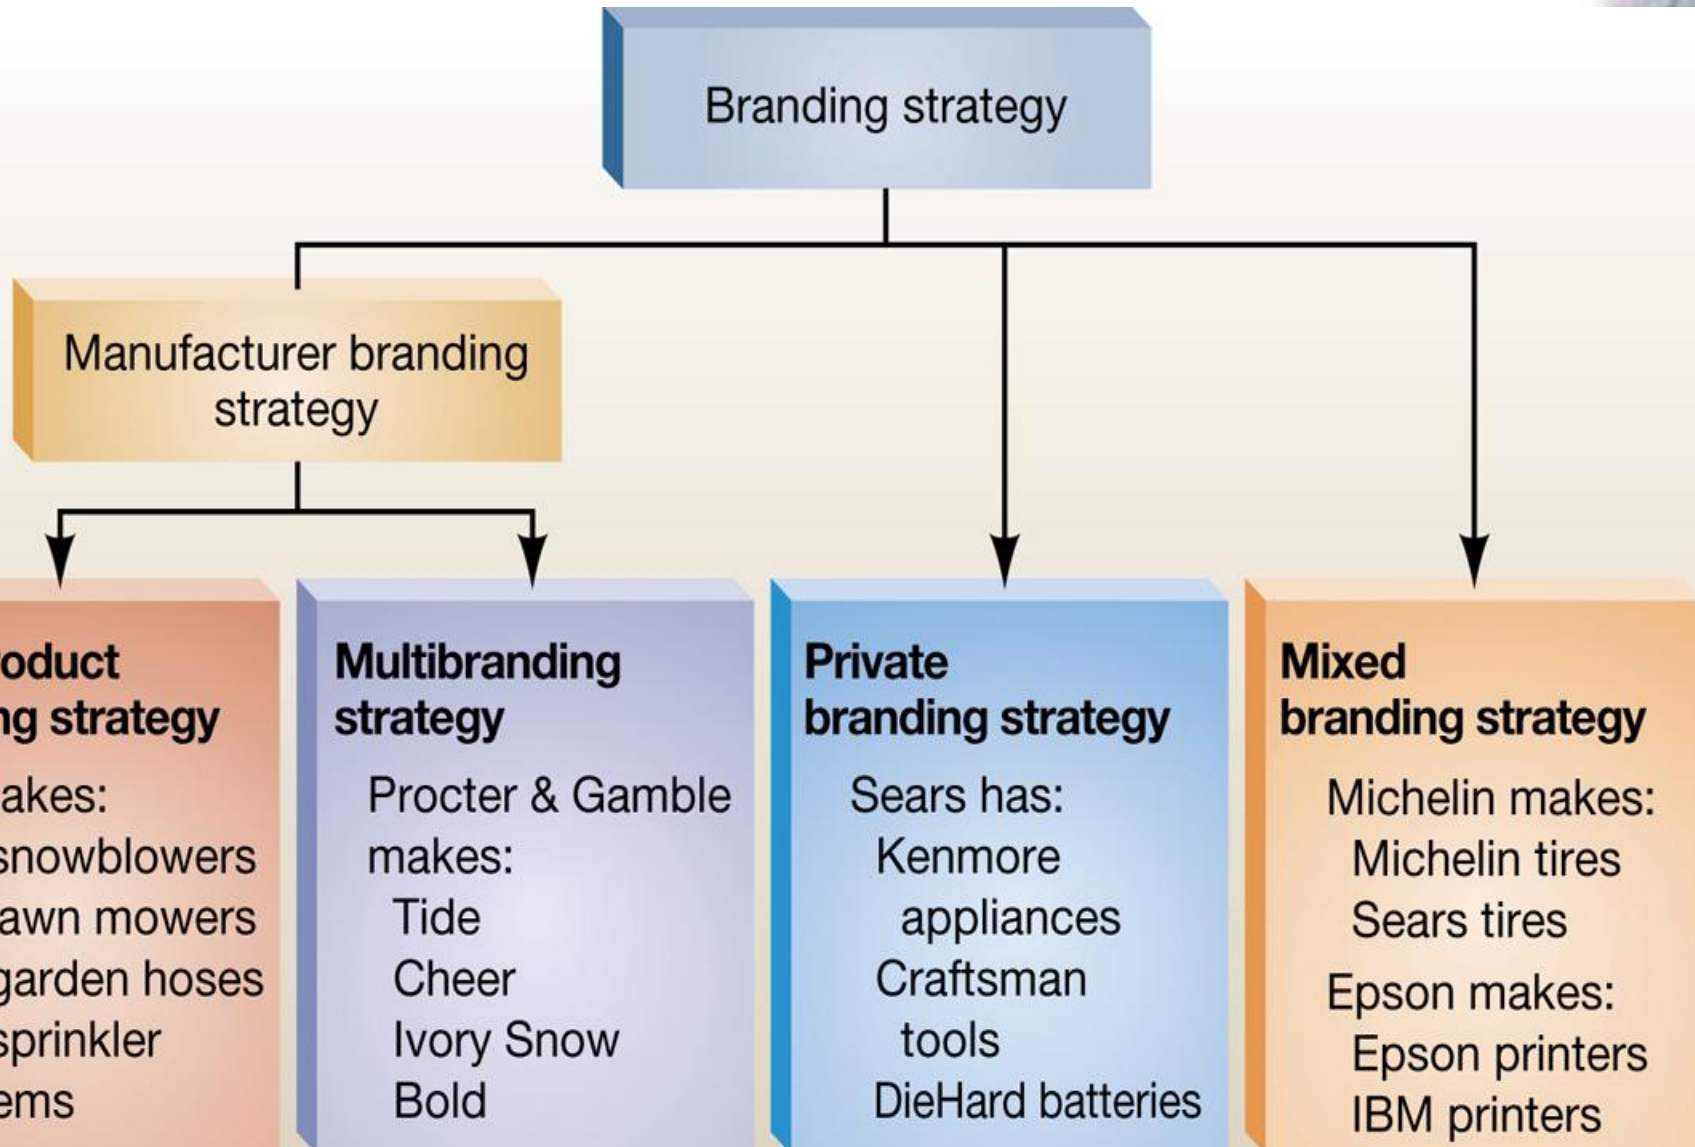 Branding strategy
Manufacturer branding
strategy
oduct
ng strategy
akes:
snowblowers
awn mowers
garden hoses
sprinkler
ems
Multibranding
strategy
Procter & Gamble
makes:
Tide
Cheer
Ivory Snow
Bold
Private
branding strategy
Sears has:
Kenmore
appliances
Craftsman
tools
DieHard batteries
Mixed
branding strategy
Michelin makes:
Michelin tires
Sears tires
Epson makes:
Epson printers
IBM printers